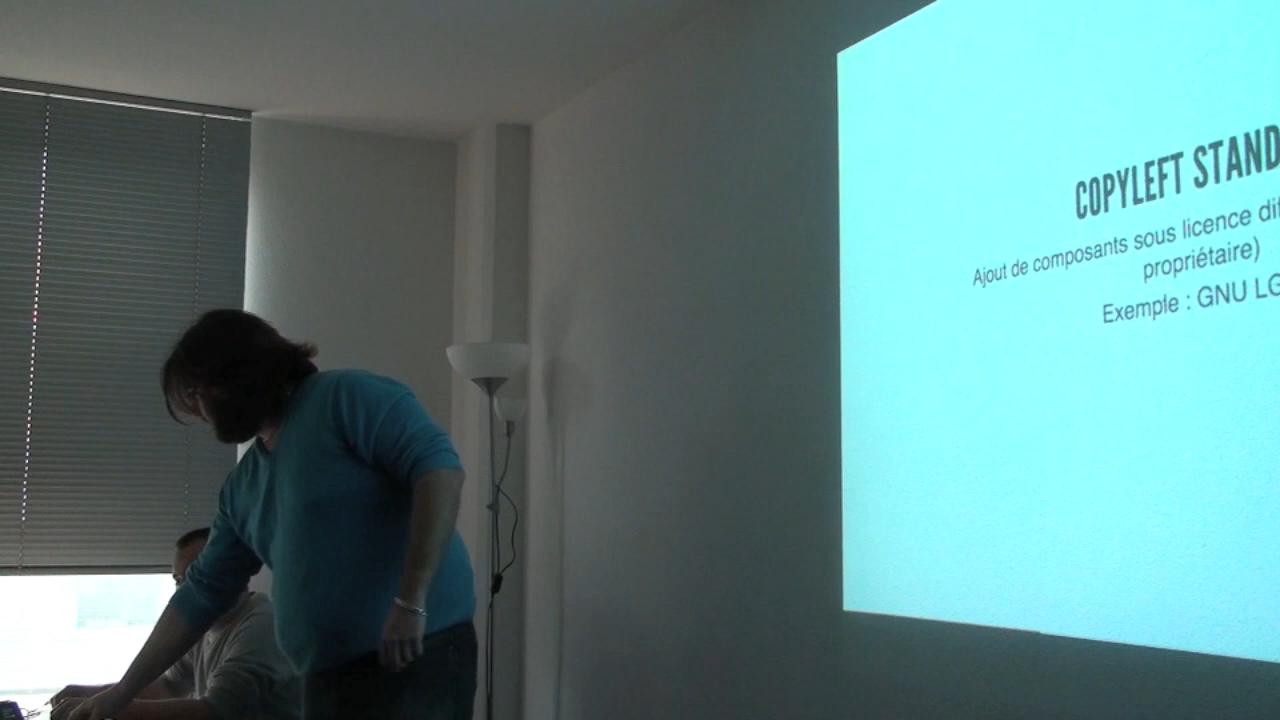 COPYLEFT STAND
Ajout de composants sous licence dif
propriétaire)
Exemple : GNU LG